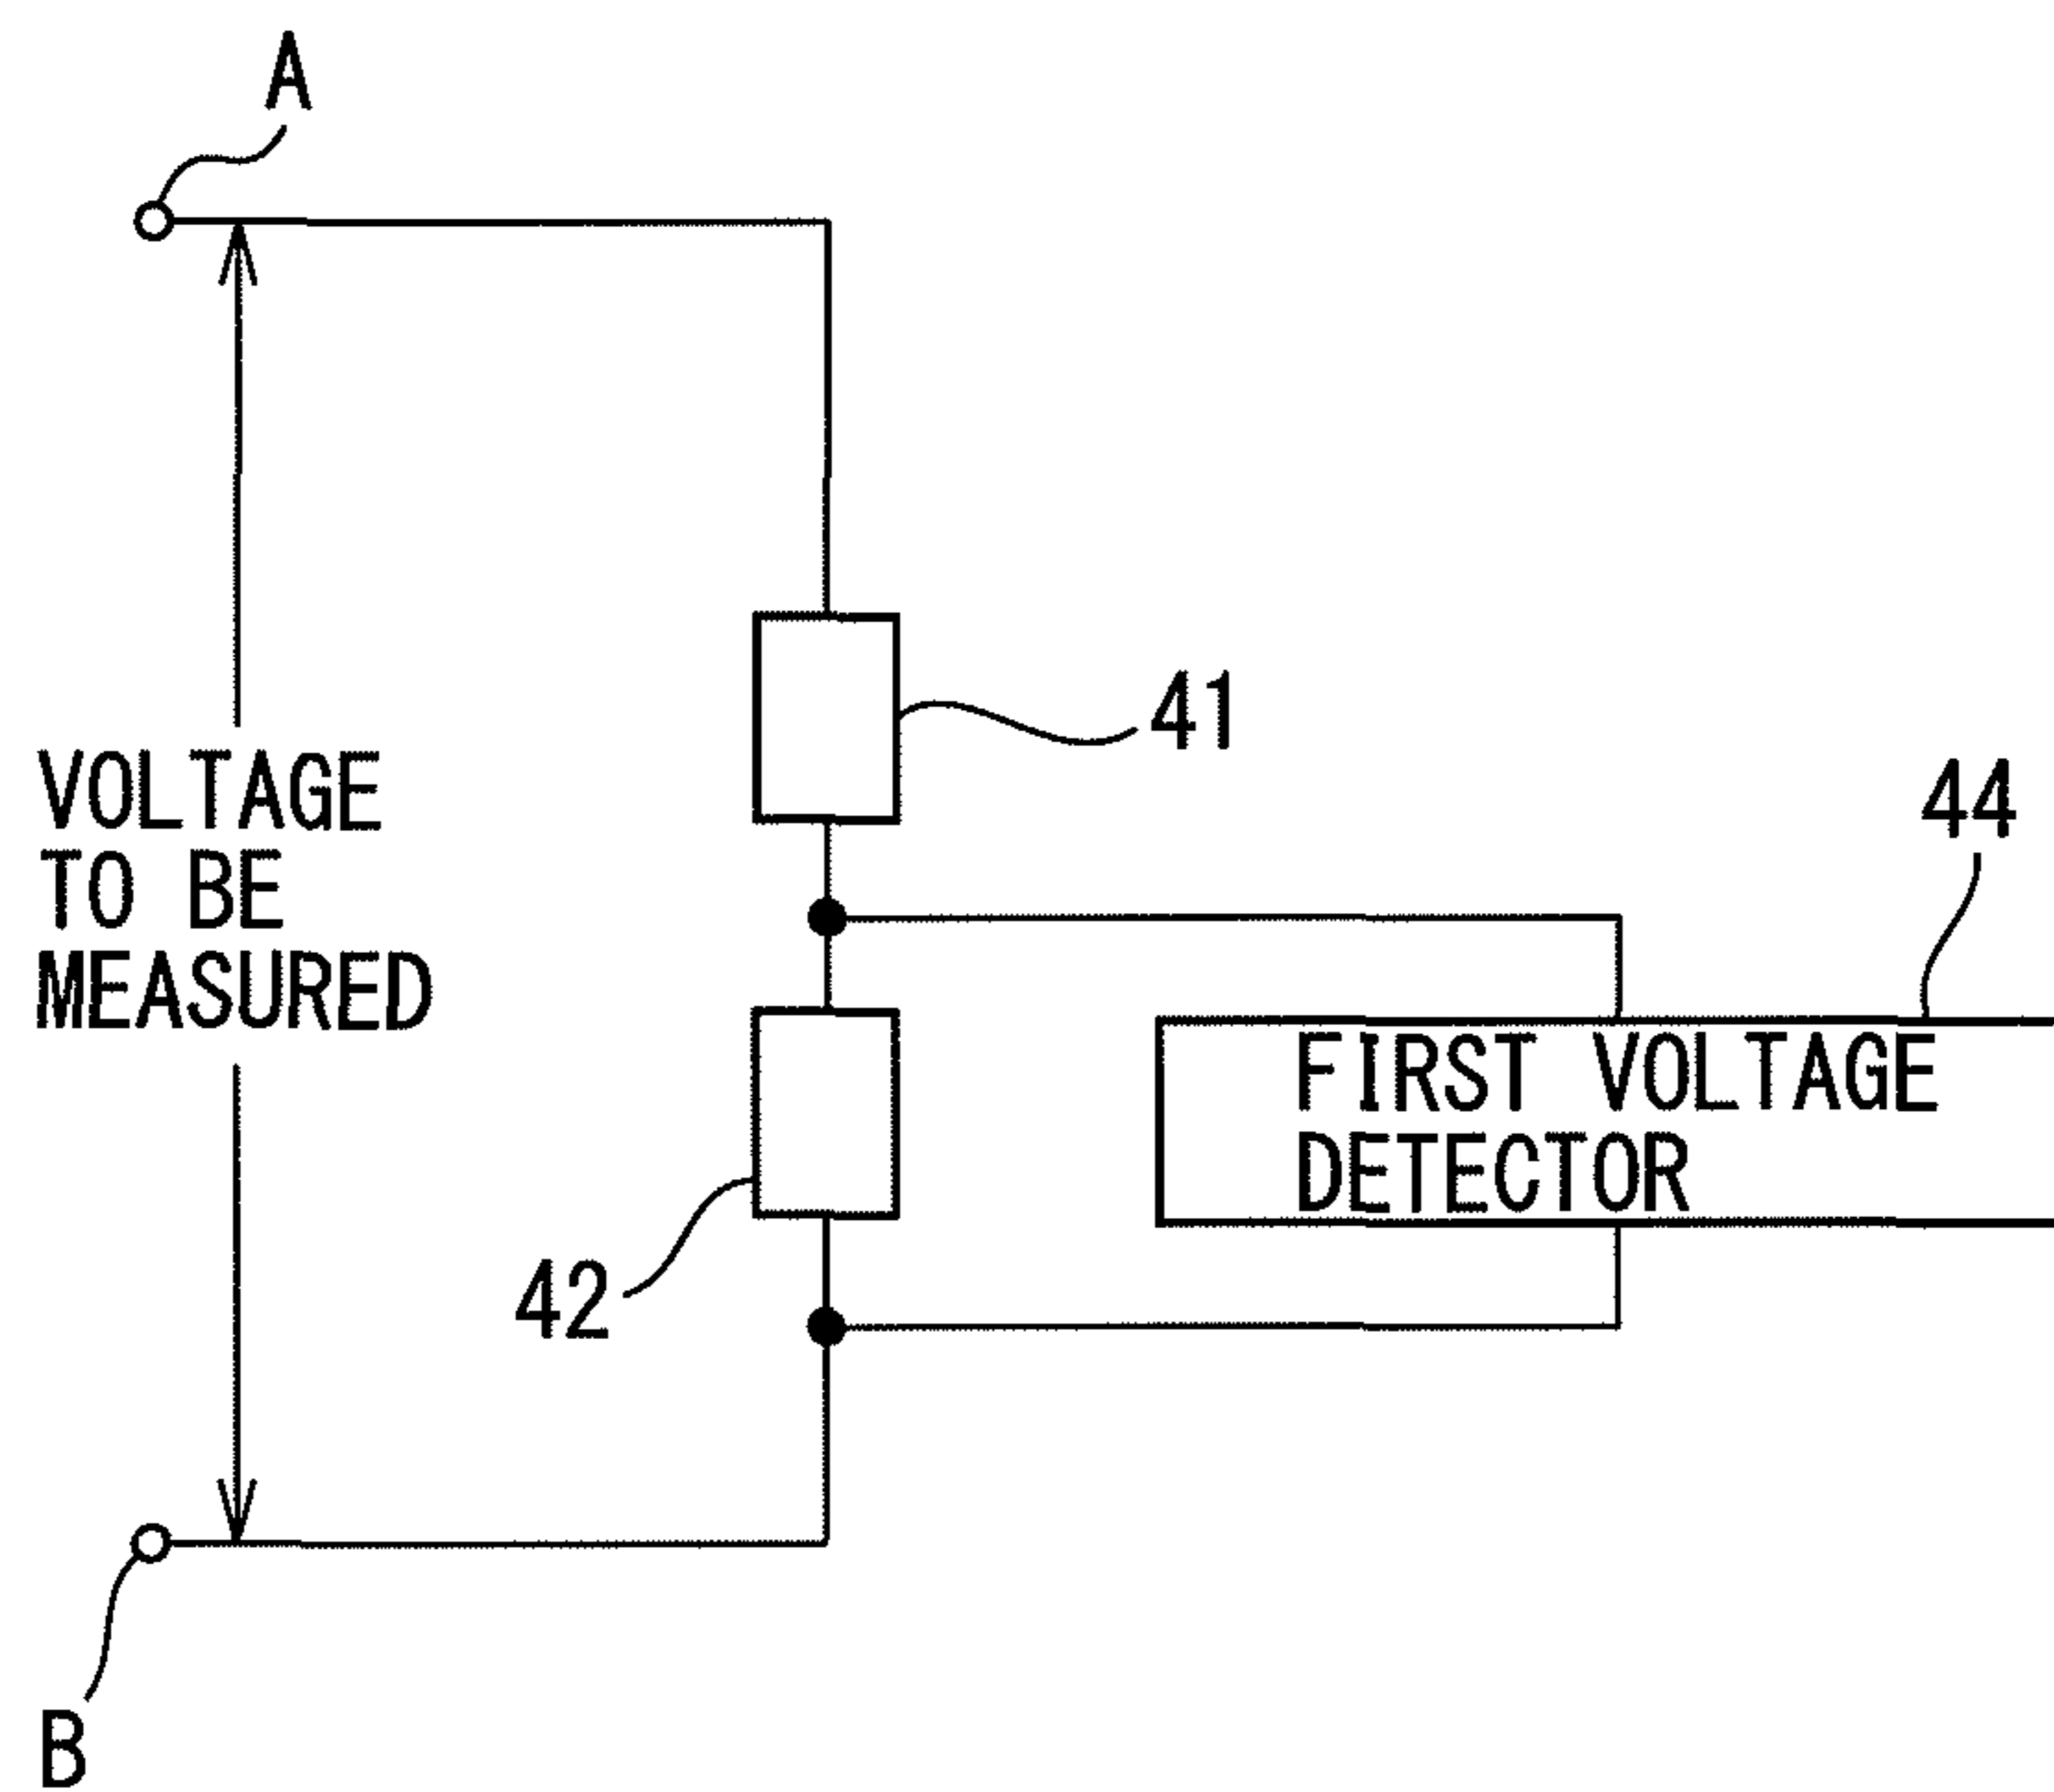 A
41
44
VOLTAGE
TO BE
MEASURED
FIRST VOLTAGE
DETECTOR
42
B